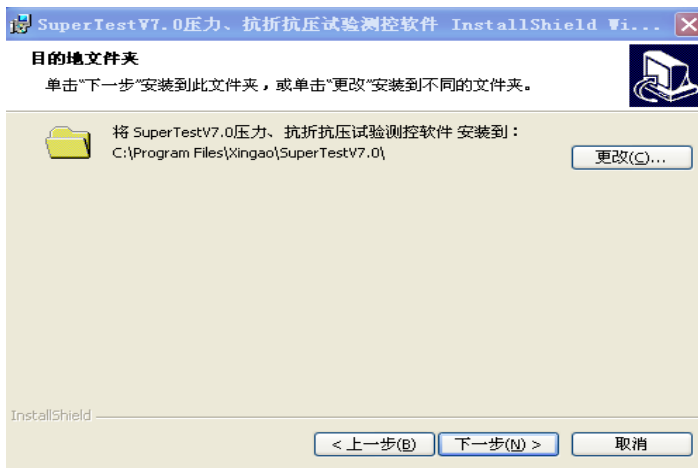 SuperTestV7.0压力、抗折抗压试验测控软件 InstallShield Wi...
目的地文件夹
单击“下一步”安装到此文件夹，或单击“更改”安装到不同的文件夹。
将 SuperTestV7.0压力、抗折抗压试验测控软件 安装到：
C:\Program Files\Xingao\SuperTestV7.0\
更改(C)...
InstallShield
< 上一步(B)
下一步(N) >
取消